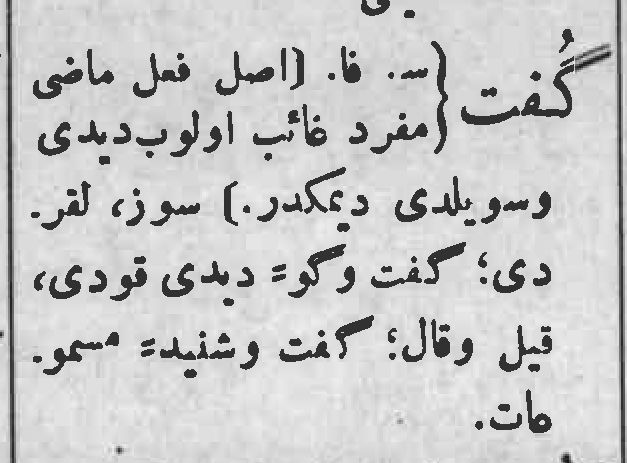 گُفت {س. فا. (اصل فعل ماضی
مفرد غائب اولوب دیدی
وسویلدی دیمکدر.) سوز، لقر.
دی؛ گفت وگو= دیدی قودی،
قیل وقال؛ گفت وشنید= مسمو.
عات.